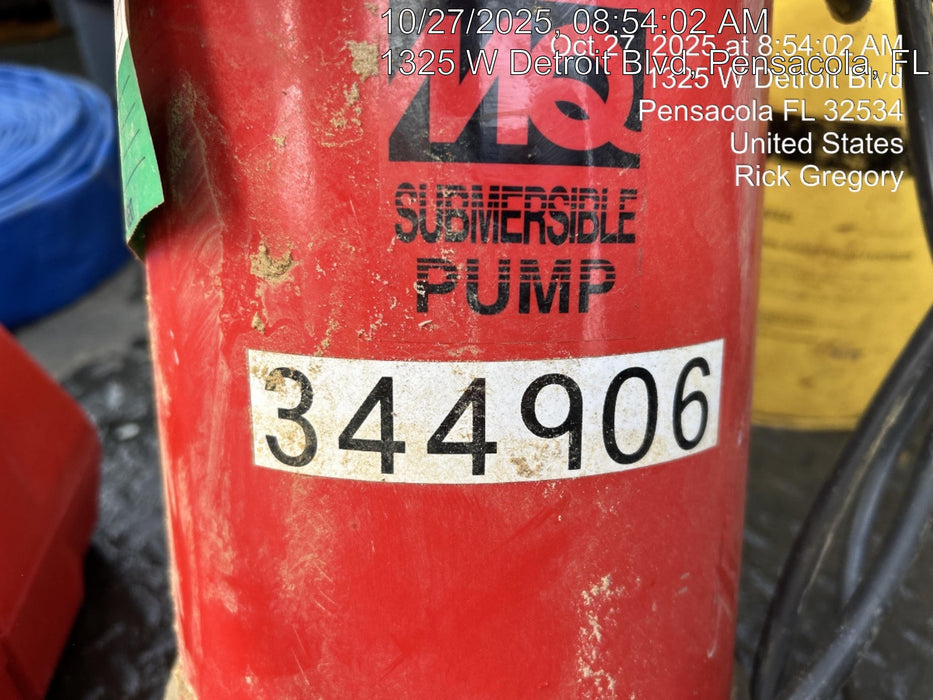 10/27/2025, 08:54:02 AM
Oct 27, 2025 at 8:54:02 AM
1325 W Detroit Blvd, Pensacola, FL
1325 W Detroit Blvd
Pensacola FL 32534
United States
Rick Gregory
MQ
SUBMERSIBLE
PUMP
344906